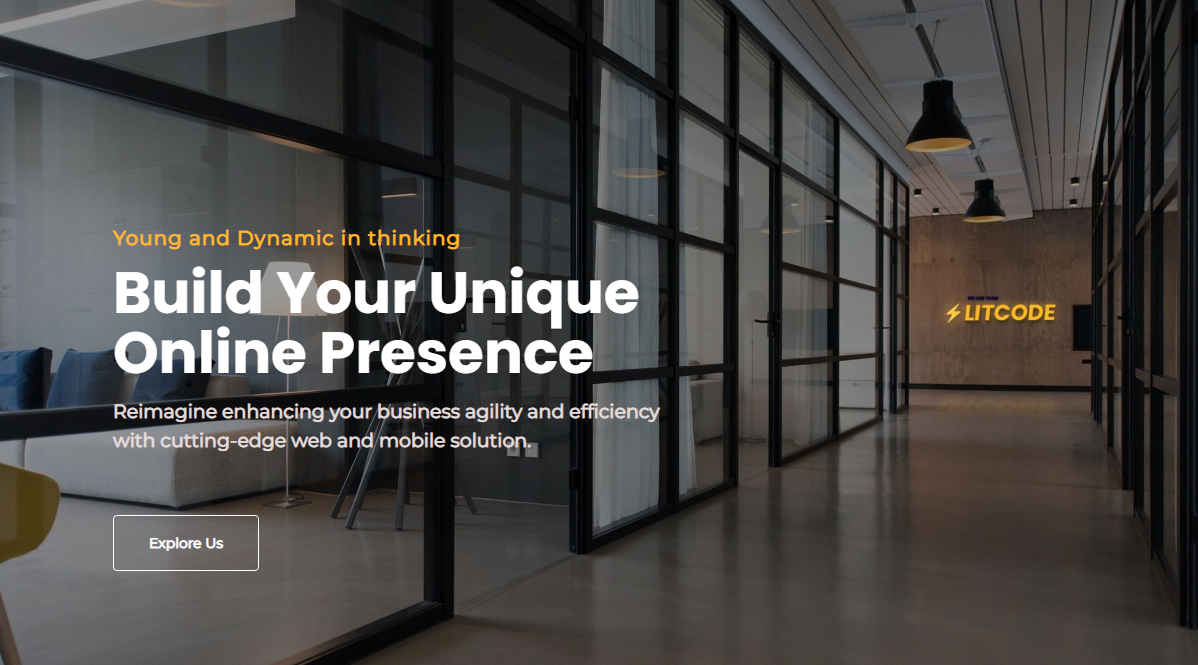 Young and Dynamic in thinking
Build Your Unique
Online Presence
Reimagine enhancing your business agility and efficiency
with cutting-edge web and mobile solution.
Explore Us
WE ARE TEAM
LITCODE